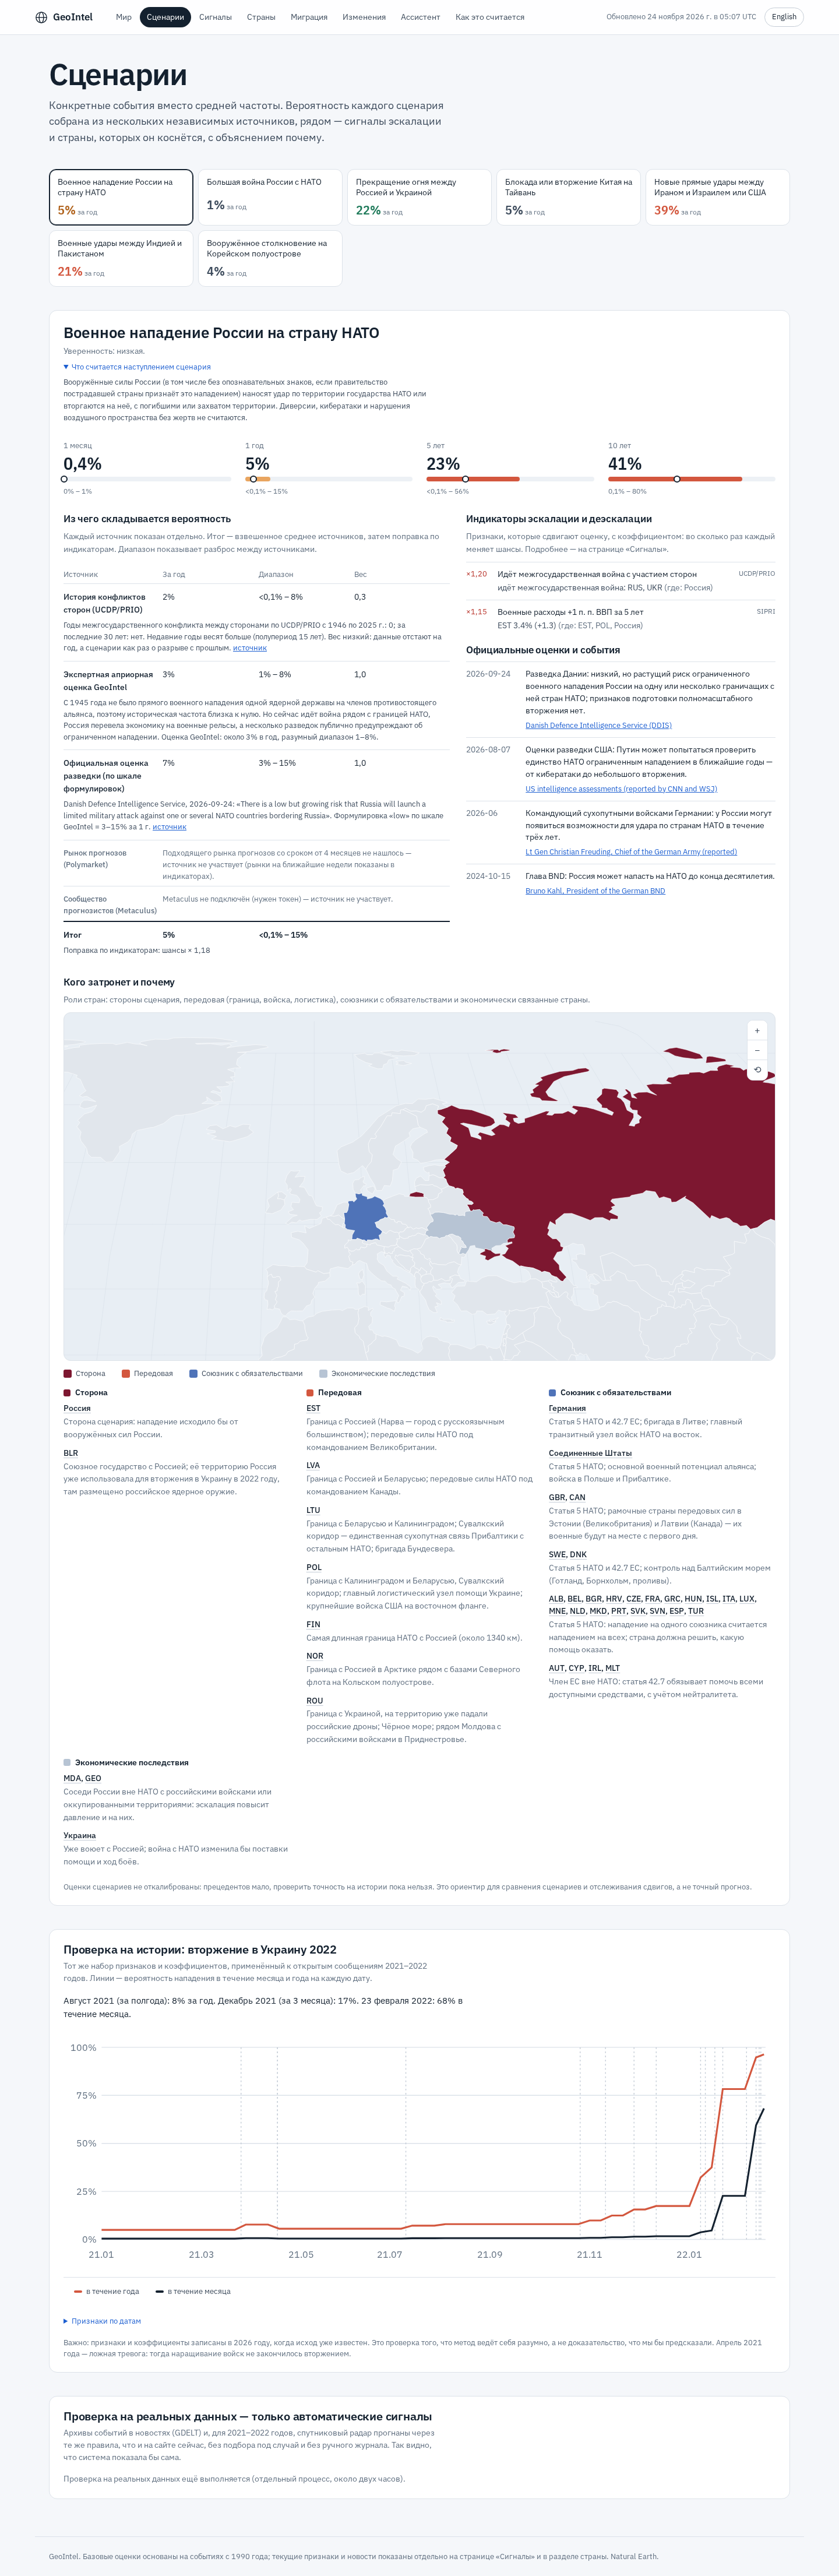 GeoIntel
Мир
Сценарии
Сигналы
Страны
Миграция
Изменения
Ассистент
Как это считается
Обновлено 24 ноября 2026 г. в 05:07 UTC
English
Сценарии
Конкретные события вместо средней частоты. Вероятность каждого сценария
собрана из нескольких независимых источников, рядом — сигналы эскалации
и страны, которых он коснётся, с объяснением почему.
Военное нападение России на
страну НАТО
5% за год
Большая война России с НАТО
1% за год
Прекращение огня между
Россией и Украиной
22% за год
Блокада или вторжение Китая на
Тайвань
5% за год
Новые прямые удары между
Ираном и Израилем или США
39% за год
Военные удары между Индией и
Пакистаном
21% за год
Вооружённое столкновение на
Корейском полуострове
4% за год
Военное нападение России на страну НАТО
Уверенность: низкая.
▼ Что считается наступлением сценария
Вооружённые силы России (в том числе без опознавательных знаков, если правительство
пострадавшей страны признаёт это нападением) наносят удар по территории государства НАТО или
вторгаются на неё, с погибшими или захватом территории. Диверсии, кибератаки и нарушения
воздушного пространства без жертв не считаются.
1 месяц
0,4%
0% – 1%
1 год
5%
<0,1% – 15%
5 лет
23%
<0,1% – 56%
10 лет
41%
0,1% – 80%
Из чего складывается вероятность
Каждый источник показан отдельно. Итог — взвешенное среднее источников, затем поправка по
индикаторам. Диапазон показывает разброс между источниками.
Источник За год Диапазон Вес
История конфликтов
сторон (UCDP/PRIO)
2% <0,1% – 8% 0,3
Годы межгосударственного конфликта между сторонами по UCDP/PRIO с 1946 по 2025 г.: 0; за
последние 30 лет: нет. Недавние годы весят больше (полупериод 15 лет). Вес низкий: данные отстают на
год, а сценарии как раз о разрыве с прошлым. источник
Экспертная априорная
оценка GeoIntel
3% 1% – 8% 1,0
С 1945 года не было прямого военного нападения одной ядерной державы на членов противостоящего
альянса, поэтому историческая частота близка к нулю. Но сейчас идёт война рядом с границей НАТО,
Россия перевела экономику на военные рельсы, а несколько разведок публично предупреждают об
ограниченном нападении. Оценка GeoIntel: около 3% в год, разумный диапазон 1–8%.
Официальная оценка
разведки (по шкале
формулировок)
7% 3% – 15% 1,0
Danish Defence Intelligence Service, 2026-09-24: «There is a low but growing risk that Russia will launch a
limited military attack against one or several NATO countries bordering Russia». Формулировка «low» по шкале
GeoIntel = 3–15% за 1 г. источник
Рынок прогнозов
(Polymarket)
Подходящего рынка прогнозов со сроком от 4 месяцев не нашлось —
источник не участвует (рынки на ближайшие недели показаны в
индикаторах).
Сообщество
прогнозистов (Metaculus)
Metaculus не подключён (нужен токен) — источник не участвует.
Итог 5% <0,1% – 15%
Поправка по индикаторам: шансы × 1,18
Индикаторы эскалации и деэскалации
Признаки, которые сдвигают оценку, с коэффициентом: во сколько раз каждый
меняет шансы. Подробнее — на странице «Сигналы».
×1,20 Идёт межгосударственная война с участием сторон UCDP/PRIO
идёт межгосударственная война: RUS, UKR (где: Россия)
×1,15 Военные расходы +1 п. п. ВВП за 5 лет SIPRI
EST 3.4% (+1.3) (где: EST, POL, Россия)
Официальные оценки и события
2026-09-24 Разведка Дании: низкий, но растущий риск ограниченного
военного нападения России на одну или несколько граничащих с
ней стран НАТО; признаков подготовки полномасштабного
вторжения нет.
Danish Defence Intelligence Service (DDIS)
2026-08-07 Оценки разведки США: Путин может попытаться проверить
единство НАТО ограниченным нападением в ближайшие годы —
от кибератаки до небольшого вторжения.
US intelligence assessments (reported by CNN and WSJ)
2026-06 Командующий сухопутными войсками Германии: у России могут
появиться возможности для удара по странам НАТО в течение
трёх лет.
Lt Gen Christian Freuding, Chief of the German Army (reported)
2024-10-15 Глава BND: Россия может напасть на НАТО до конца десятилетия.
Bruno Kahl, President of the German BND
Кого затронет и почему
Роли стран: стороны сценария, передовая (граница, войска, логистика), союзники с обязательствами и экономически связанные страны.
+
−
⟲
Сторона
Передовая
Союзник с обязательствами
Экономические последствия
Сторона
Россия
Сторона сценария: нападение исходило бы от
вооружённых сил России.
BLR
Союзное государство с Россией; её территорию Россия
уже использовала для вторжения в Украину в 2022 году,
там размещено российское ядерное оружие.
Передовая
EST
Граница с Россией (Нарва — город с русскоязычным
большинством); передовые силы НАТО под
командованием Великобритании.
LVA
Граница с Россией и Беларусью; передовые силы НАТО под
командованием Канады.
LTU
Граница с Беларусью и Калининградом; Сувалкский
коридор — единственная сухопутная связь Прибалтики с
остальным НАТО; бригада Бундесвера.
POL
Граница с Калининградом и Беларусью, Сувалкский
коридор; главный логистический узел помощи Украине;
крупнейшие войска США на восточном фланге.
FIN
Самая длинная граница НАТО с Россией (около 1340 км).
NOR
Граница с Россией в Арктике рядом с базами Северного
флота на Кольском полуострове.
ROU
Граница с Украиной, на территорию уже падали
российские дроны; Чёрное море; рядом Молдова с
российскими войсками в Приднестровье.
Союзник с обязательствами
Германия
Статья 5 НАТО и 42.7 ЕС; бригада в Литве; главный
транзитный узел войск НАТО на восток.
Соединенные Штаты
Статья 5 НАТО; основной военный потенциал альянса;
войска в Польше и Прибалтике.
GBR, CAN
Статья 5 НАТО; рамочные страны передовых сил в
Эстонии (Великобритания) и Латвии (Канада) — их
военные будут на месте с первого дня.
SWE, DNK
Статья 5 НАТО и 42.7 ЕС; контроль над Балтийским морем
(Готланд, Борнхольм, проливы).
ALB, BEL, BGR, HRV, CZE, FRA, GRC, HUN, ISL, ITA, LUX,
MNE, NLD, MKD, PRT, SVK, SVN, ESP, TUR
Статья 5 НАТО: нападение на одного союзника считается
нападением на всех; страна должна решить, какую
помощь оказать.
AUT, CYP, IRL, MLT
Член ЕС вне НАТО: статья 42.7 обязывает помочь всеми
доступными средствами, с учётом нейтралитета.
Экономические последствия
MDA, GEO
Соседи России вне НАТО с российскими войсками или
оккупированными территориями: эскалация повысит
давление и на них.
Украина
Уже воюет с Россией; война с НАТО изменила бы поставки
помощи и ход боёв.
Оценки сценариев не откалиброваны: прецедентов мало, проверить точность на истории пока нельзя. Это ориентир для сравнения сценариев и отслеживания сдвигов, а не точный прогноз.
Проверка на истории: вторжение в Украину 2022
Тот же набор признаков и коэффициентов, применённый к открытым сообщениям 2021–2022
годов. Линии — вероятность нападения в течение месяца и года на каждую дату.
Август 2021 (за полгода): 8% за год. Декабрь 2021 (за 3 месяца): 17%. 23 февраля 2022: 68% в
течение месяца.
100%
75%
50%
25%
0%
21.01 21.03 21.05 21.07 21.09 21.11 22.01
в течение года
в течение месяца
▶ Признаки по датам
Важно: признаки и коэффициенты записаны в 2026 году, когда исход уже известен. Это проверка того, что метод ведёт себя разумно, а не доказательство, что мы бы предсказали. Апрель 2021
года — ложная тревога: тогда наращивание войск не закончилось вторжением.
Проверка на реальных данных — только автоматические сигналы
Архивы событий в новостях (GDELT) и, для 2021–2022 годов, спутниковый радар прогнаны через
те же правила, что и на сайте сейчас, без подбора под случай и без ручного журнала. Так видно,
что система показала бы сама.
Проверка на реальных данных ещё выполняется (отдельный процесс, около двух часов).
GeoIntel. Базовые оценки основаны на событиях с 1990 года; текущие признаки и новости показаны отдельно на странице «Сигналы» и в разделе страны. Natural Earth.